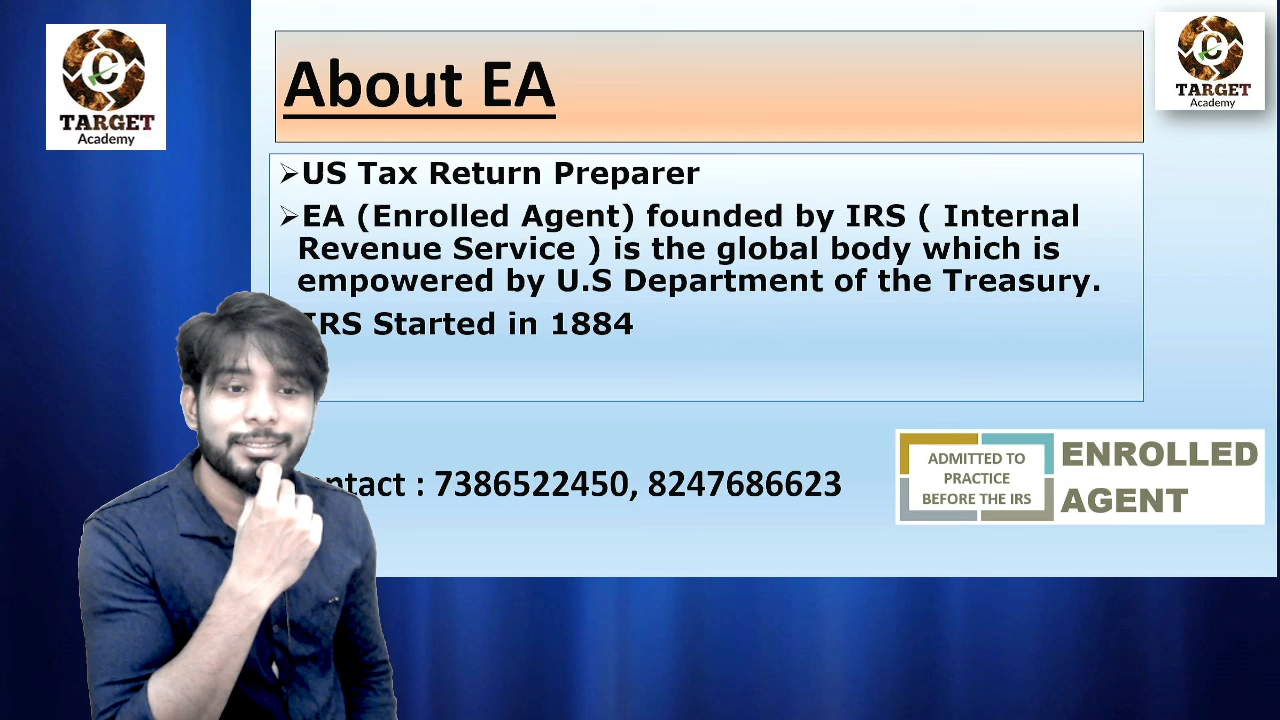 TARGET
Academy
About EA
TARGET
Academy
➢US Tax Return Preparer
➢EA (Enrolled Agent) founded by IRS ( Internal
Revenue Service ) is the global body which is
empowered by U.S Department of the Treasury.
IRS Started in 1884
: 7386522450, 8247686623
ADMITTED TO
PRACTICE
BEFORE THE IRS
ENROLLED
AGENT